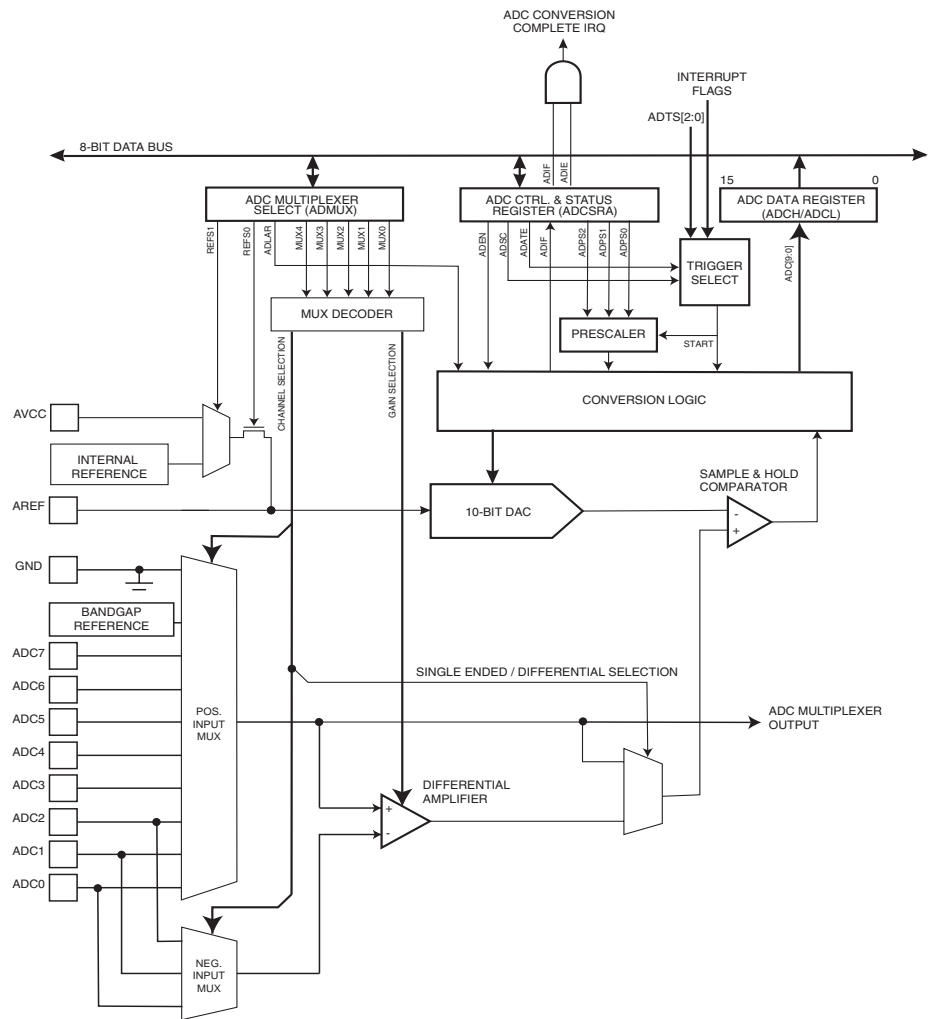 ADC CONVERSION
COMPLETE IRQ
INTERRUPT
FLAGS
ADTS[2:0]
8-BIT DATA BUS
ADIF
ADIE
15
0
ADC MULTIPLEXER
SELECT (ADMUX)
ADC CTRL. & STATUS
REGISTER (ADCSRA)
ADC DATA REGISTER
(ADCH/ADCL)
REFS1
REFS0
ADLAR
MUX4
MUX3
MUX2
MUX1
MUX0
ADEN
ADSC
ADATE
ADIF
ADPS2
ADPS1
ADPS0
ADC[9:0]
TRIGGER
SELECT
MUX DECODER
PRESCALER
START
CHANNEL SELECTION
GAIN SELECTION
CONVERSION LOGIC
AVCC
INTERNAL
REFERENCE
SAMPLE & HOLD
COMPARATOR
AREF
10-BIT DAC
-
+
GND
BANDGAP
REFERENCE
ADC7
SINGLE ENDED / DIFFERENTIAL SELECTION
ADC6
ADC5
POS.
INPUT
MUX
ADC MULTIPLEXER
OUTPUT
ADC4
ADC3
DIFFERENTIAL
AMPLIFIER
ADC2
+
-
ADC1
ADC0
NEG.
INPUT
MUX